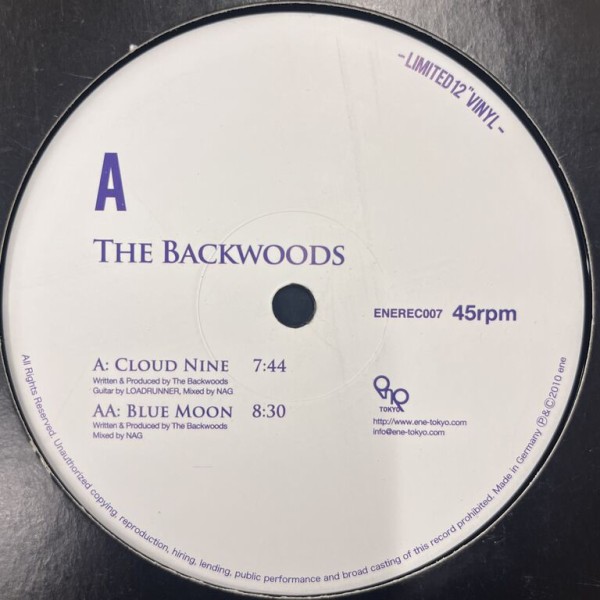 - LIMITED 12" VINYL -
A
THE BACKWOODS
ENEREC007 45rpm
A: CLOUD NINE 7:44
Written & Produced by The Backwoods
Guitar by LOADRUNNER, Mixed by NAG
AA: BLUE MOON 8:30
Written & Produced by The Backwoods
Mixed by NAG
ene
TOKYO
http://www.ene-tokyo.com
info@ene-tokyo.com
All Rights Reserved. Unauthorized copying, reproduction, hiring, lending, public performance and broad casting of this record prohibited. Made in Germany ℗&©2010 ene